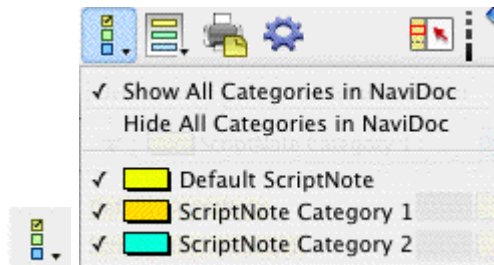 Show All Categories in NaviDoc
Hide All Categories in NaviDoc
Default ScriptNote
ScriptNote Category 1
ScriptNote Category 2